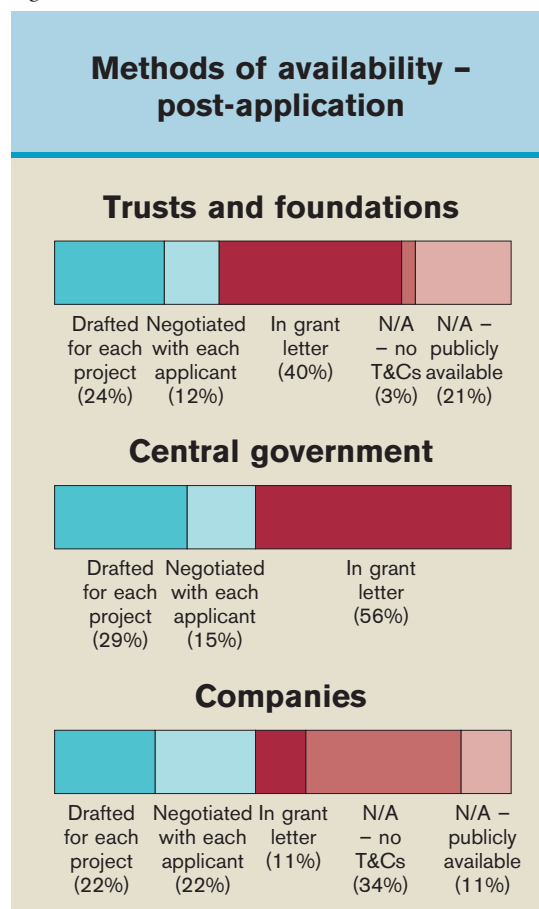 Methods of availability –
post-application
Trusts and foundations
Drafted
for each
project
(24%)
Negotiated
with each
applicant
(12%)
In grant
letter
(40%)
N/A
– no
T&Cs
(3%)
N/A –
publicly
available
(21%)
Central government
Drafted
for each
project
(29%)
Negotiated
with each
applicant
(15%)
In grant
letter
(56%)
Companies
Drafted
for each
project
(22%)
Negotiated
with each
applicant
(22%)
In grant
letter
(11%)
N/A
– no
T&Cs
(34%)
N/A –
publicly
available
(11%)